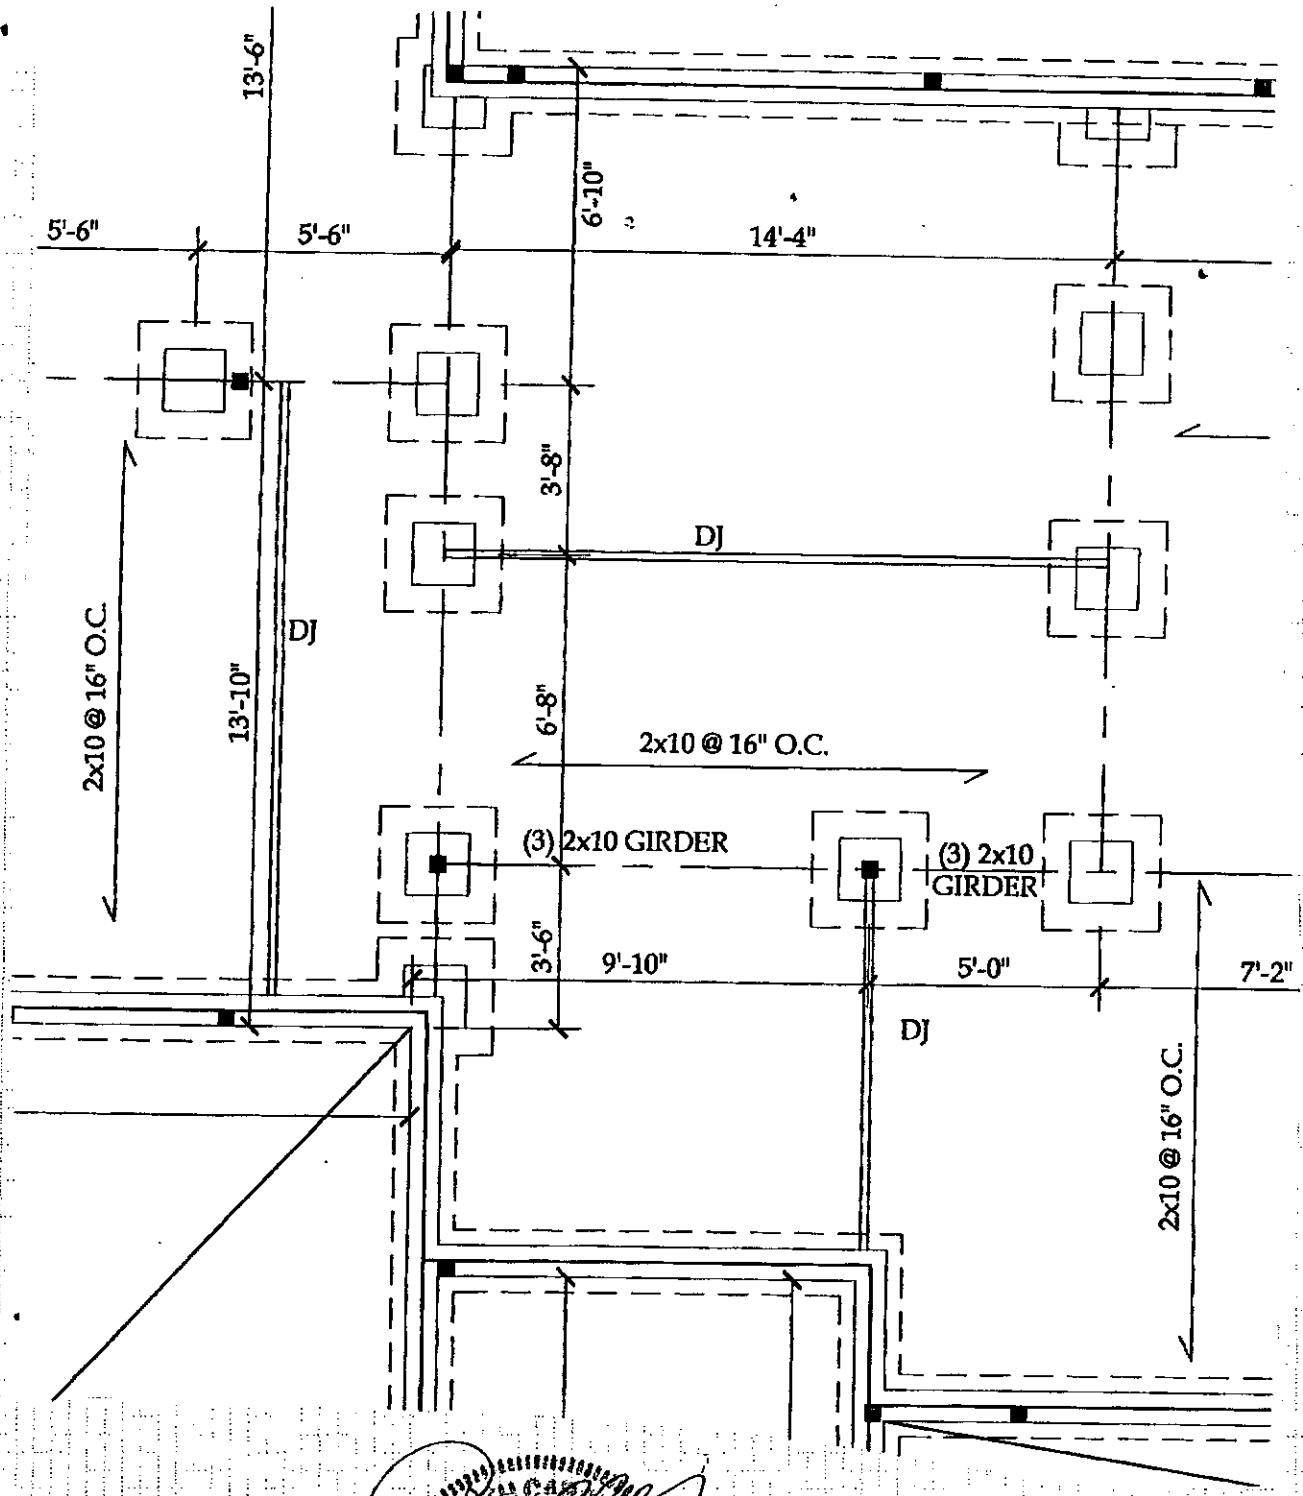 13'-6"
6'-10"
5'-6"
5'-6"
14'-4"
3'-8"
DJ
2x10 @ 16" O.C.
DJ
13'-10"
6'-8"
2x10 @ 16" O.C.
(3) 2x10 GIRDER
(3) 2x10
GIRDER
3'-6"
9'-10"
5'-0"
7'-2"
DJ
2x10 @ 16" O.C.